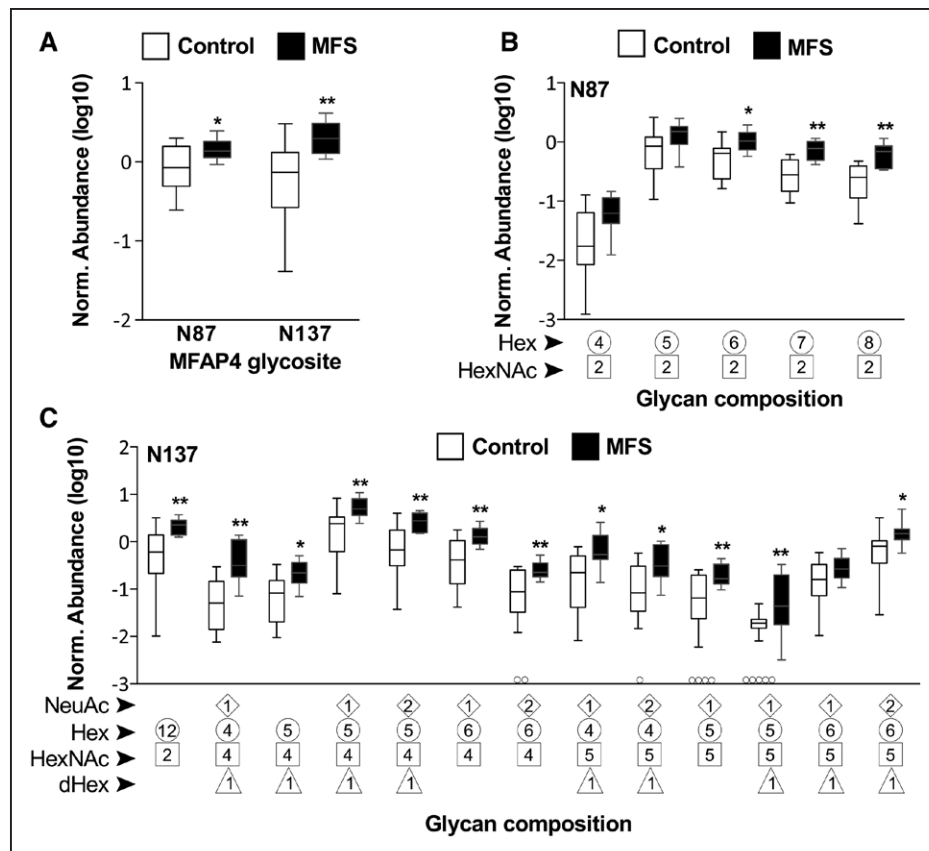 A
Control MFS
Norm. Abundance (log10)
1
0
-1
-2
* **
N87 N137
MFAP4 glycosite
B
Control MFS
N87
Norm. Abundance (log10)
1
0
-1
-2
-3
* ** **
Hex ➤ 4 5 6 7 8
HexNAc ➤ 2 2 2 2 2
Glycan composition
C
Control MFS
N137
Norm. Abundance (log10)
2
1
0
-1
-2
-3
** ** * ** ** ** ** * * ** ** *
NeuAc ➤ 1 1 2 1 2 1 2 1 1 1 2
Hex ➤ 12 4 5 5 5 6 6 4 4 5 5 6 6
HexNAc ➤ 2 4 4 4 4 4 4 5 5 5 5 5 5
dHex ➤ 1 1 1 1 1 1 1 1 1
Glycan composition